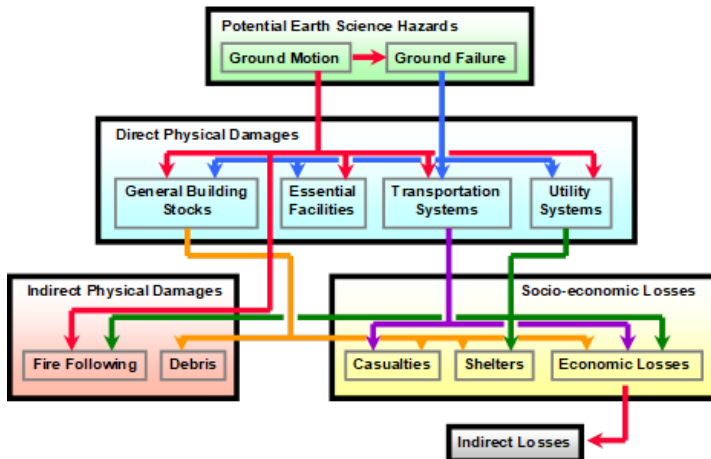 Potential Earth Science Hazards
Ground Motion
Ground Failure
Direct Physical Damages
General Building
Stocks
Essential
Facilities
Transportation
Systems
Utility
Systems
Indirect Physical Damages
Fire Following
Debris
Socio-economic Losses
Casualties
Shelters
Economic Losses
Indirect Losses